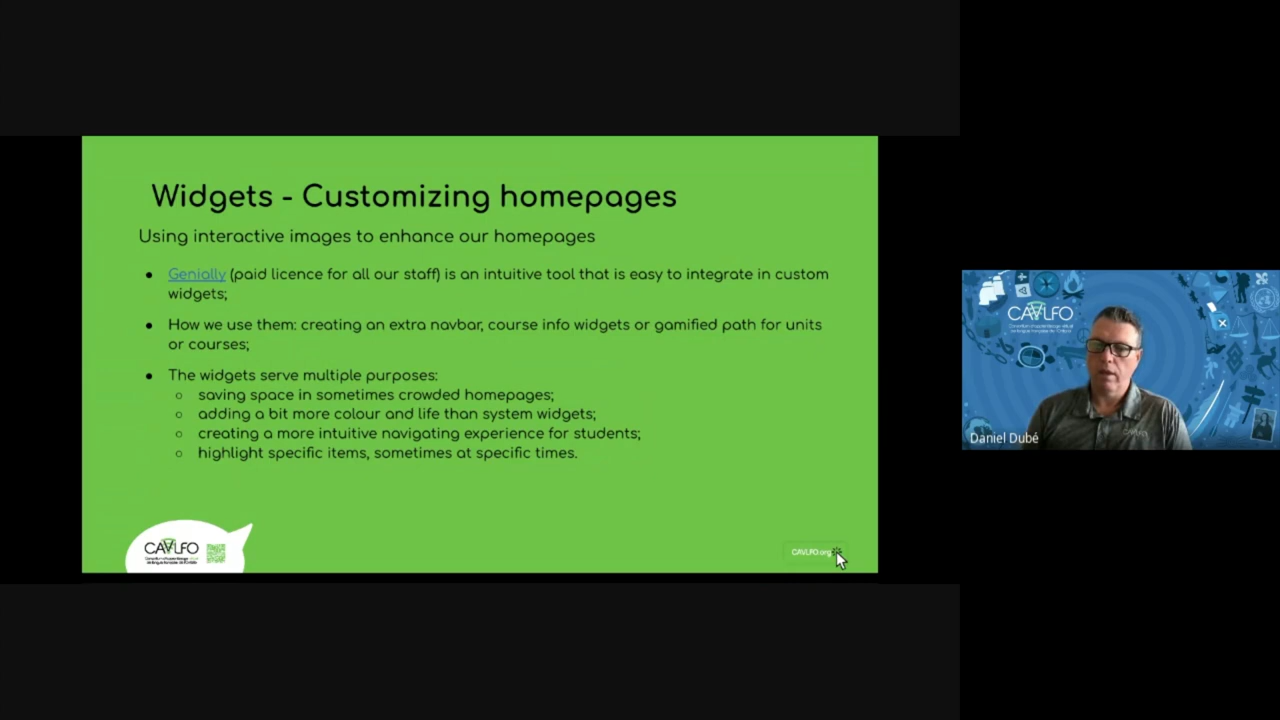 Widgets - Customizing homepages
Using interactive images to enhance our homepages
● Genially (paid licence for all our staff) is an intuitive tool that is easy to integrate in custom
widgets;
● How we use them: creating an extra navbar, course info widgets or gamified path for units
or courses;
● The widgets serve multiple purposes:
○ saving space in sometimes crowded homepages;
○ adding a bit more colour and life than system widgets;
○ creating a more intuitive navigating experience for students;
○ highlight specific items, sometimes at specific times.
CAVLFO
CAVLFO.org
CAVLFO
Daniel Dubé